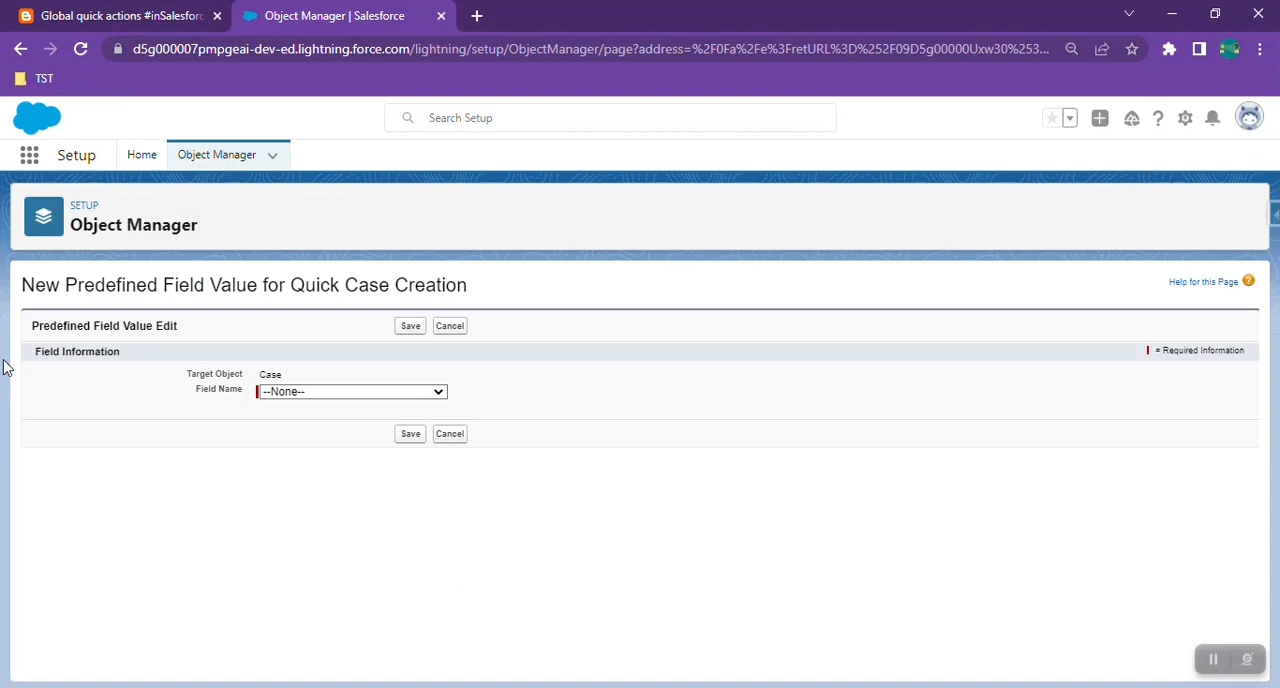 Global quick actions #inSalesforc
Object Manager | Salesforce
d5g000007pmpgeai-dev-ed.lightning.force.com/lightning/setup/ObjectManager/page?address=%2F0Fa%2Fe%3FretURL%3D%252F09D5g00000Uxw30%253...
TST
Search Setup
Setup
Home
Object Manager
SETUP
Object Manager
New Predefined Field Value for Quick Case Creation
Help for this Page
Predefined Field Value Edit
Save
Cancel
Field Information
= Required Information
Target Object
Case
Field Name
--None--
Save
Cancel